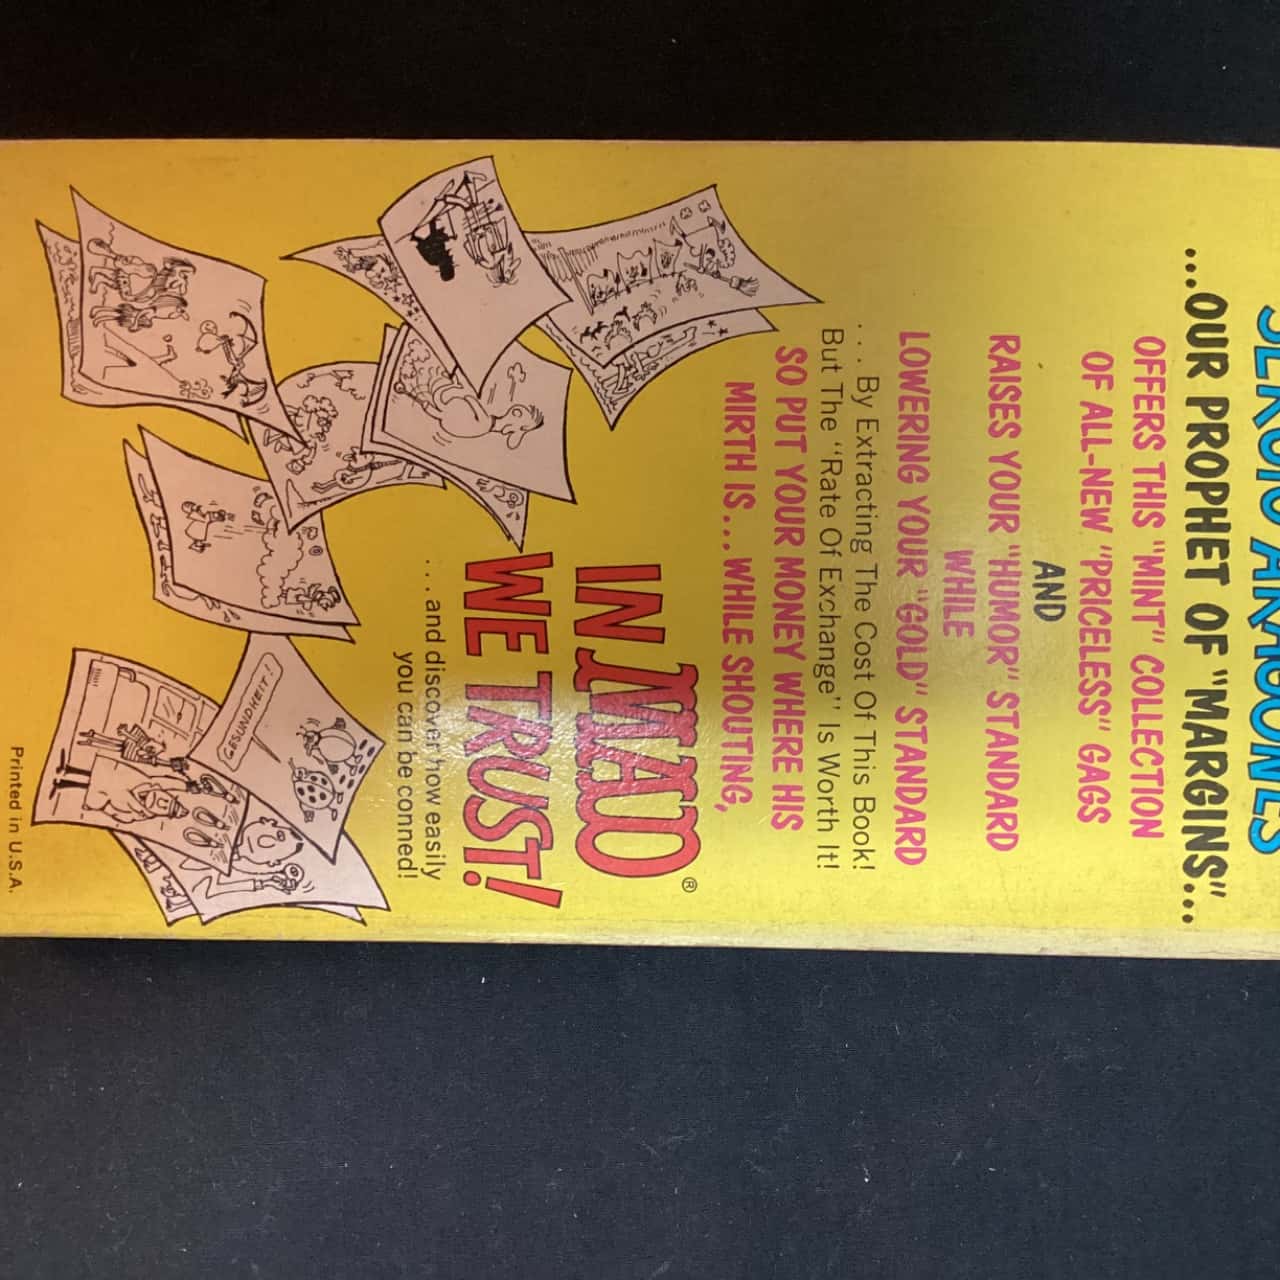 SERGIO ARAGONES
...OUR PROPHET OF "MARGINS"...
OFFERS THIS "MINT" COLLECTION
OF ALL-NEW "PRICELESS" GAGS
AND
RAISES YOUR "HUMOR" STANDARD
WHILE
LOWERING YOUR "GOLD" STANDARD
. . . By Extracting The Cost Of This Book!
But The "Rate Of Exchange" Is Worth It!
SO PUT YOUR MONEY WHERE HIS
MIRTH IS... WHILE SHOUTING,
IN MAD®
WE TRUST!
. . . and discover how easily
you can be conned!
GESUNDHEIT!
Printed in U.S.A.